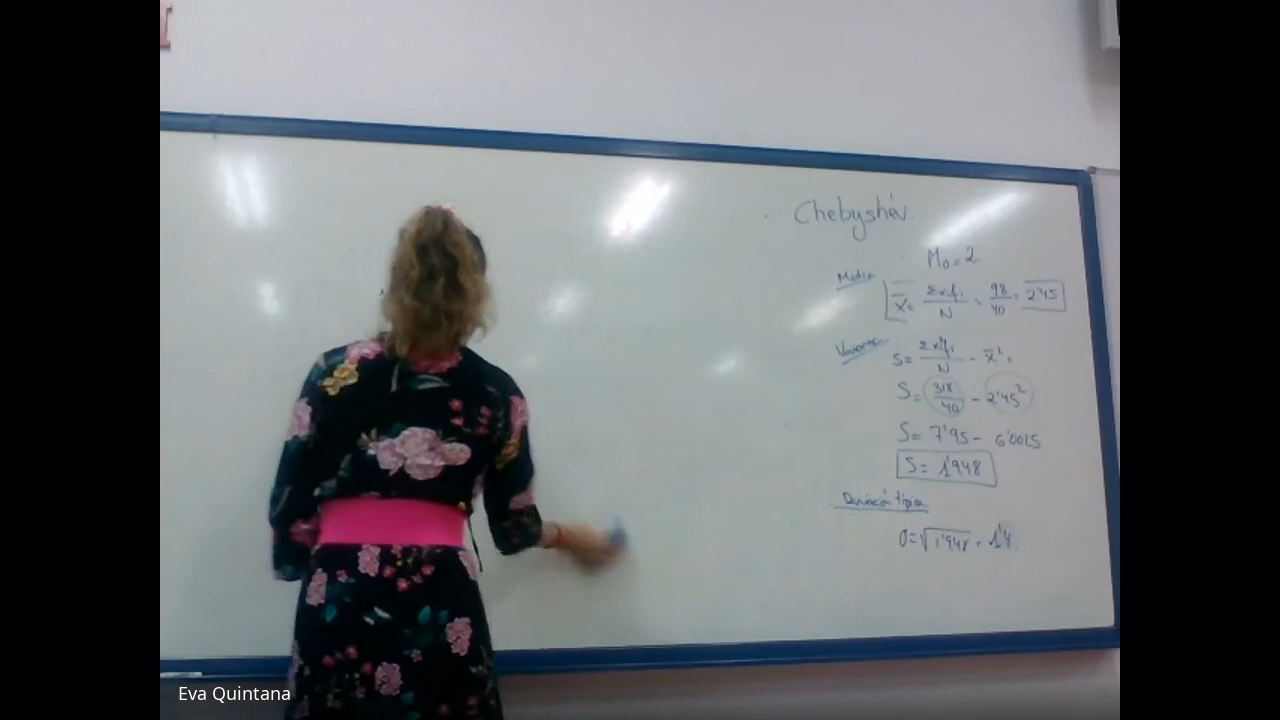 Chebyshév.
Mo = 2
Media
x̄ = Σxifi / N = 98/40 = 2'45
Varianza
S = Σxi²fi / N - x̄² =
S = 318/40 - 2'45²
S = 7'95 - 6'0025
S = 1'948
Desviación típica
σ = √1'948 = 1'4.
Eva Quintana